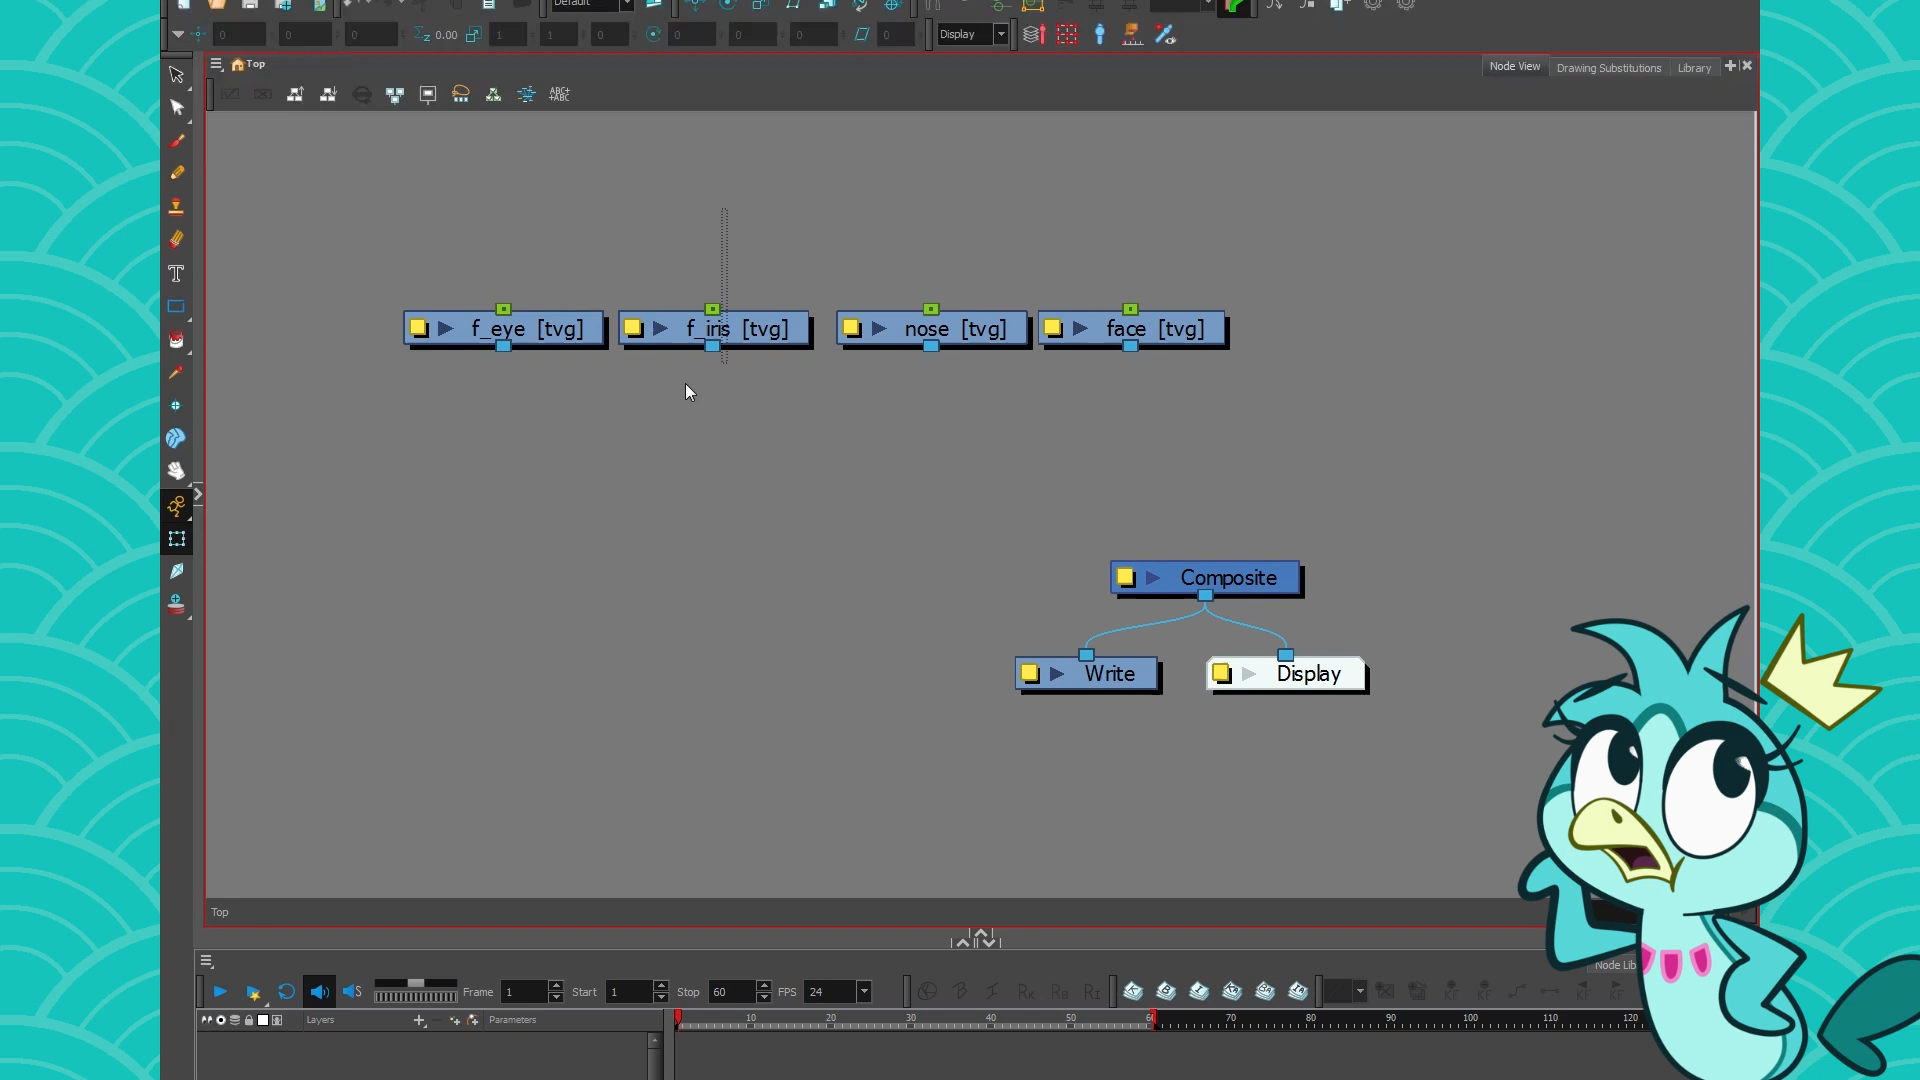 Default
0 0 0 Z 0.00 1 1 0 0 0 0 0 Display
Top
Node View Drawing Substitutions Library
ABC+
+ABC
f_eye [tvg]
f_iris [tvg]
nose [tvg]
face [tvg]
Composite
Write
Display
Top
Node Lib
S Frame 1 Start 1 Stop 60 FPS 24
Layers Parameters
10 20 30 40 50 60 70 80 90 100 110 120